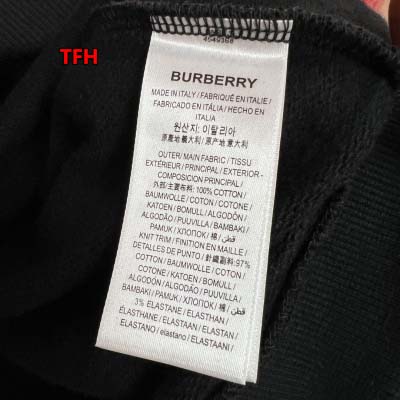 TFH
BURBERRY
MADE IN ITALY / FABRIQUÉ EN ITALIE /
FABRICADO EN ITÁLIA / HECHO EN
ITALIA
원산지: 이탈리아
原產地義大利 / 原产地 意大利
OUTER / MAIN FABRIC / TISSU
EXTÉRIEUR / PRINCIPAL / EXTERIOR -
COMPOSICIÓN PRINCIPAL /
外部/主要布料: 100% COTTON /
BAUMWOLLE / COTON / COTONE /
KATOEN / BOMULL / ALGODÓN /
ALGODÃO / PUUVILLA / BAMBAKI /
PAMUK / ХЛОПОК / 棉 / قطن
KNIT TRIM / FINITION EN MAILLE /
DETALLES DE PUNTO / 針織副料: 97%
COTTON / BAUMWOLLE / COTON /
COTONE / KATOEN / BOMULL /
ALGODÓN / ALGODÃO / PUUVILLA /
BAMBAKI / PAMUK / ХЛОПОК / 棉 / قطن
3% ELASTANE / ELASTHAN /
ÉLASTHANE / ELASTAAN / ELASTAN /
ELASTANO / elastano / ELASTAANI /